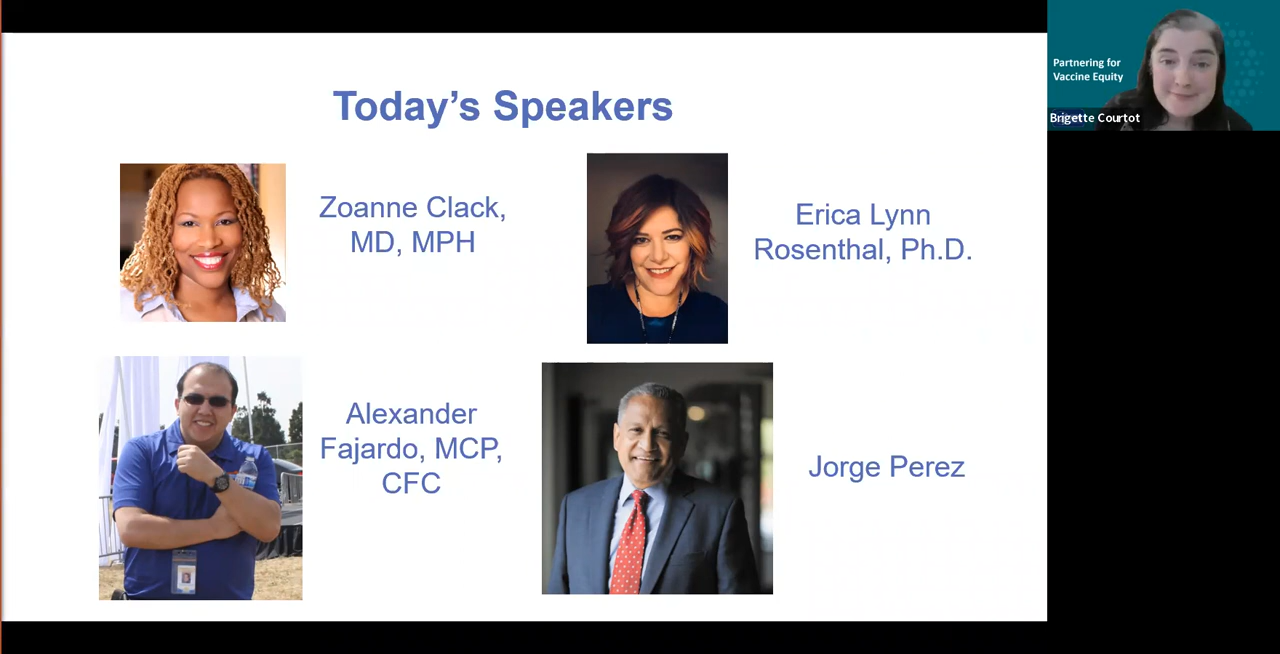 Today's Speakers
Zoanne Clack,
MD, MPH
Erica Lynn
Rosenthal, Ph.D.
Alexander
Fajardo, MCP,
CFC
Jorge Perez
Partnering for
Vaccine Equity
Brigette Courtot